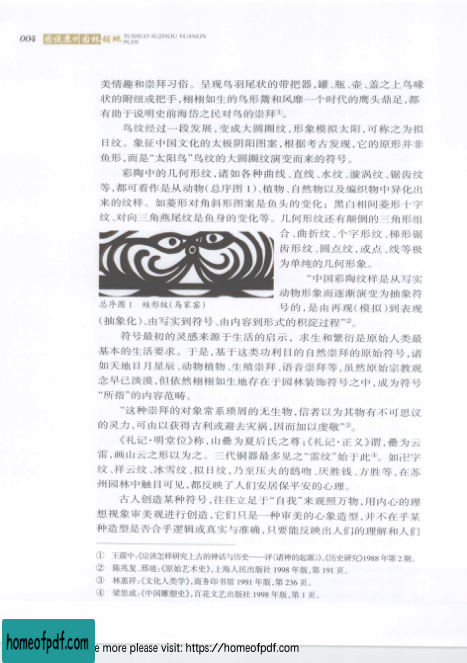 004 图说苏州园林 铺地 TUSHUO SUZHOU YUANLIN
PUDI
美情趣和崇拜习俗。呈现鸟羽尾状的带把器,罐、瓶、壶、盖之上鸟喙
状的附纽或把手,栩栩如生的鸟形鬶和风靡一个时代的鹰头鼎足,都
有助于说明史前海岱之民对鸟的崇拜①。
鸟纹经过一段发展,变成大圆圈纹,形象模拟太阳,可称之为拟
日纹。象征中国文化的太极阴阳图案,根据考古发现,它的原形并非
鱼形,而是“太阳鸟”鸟纹的大圆圈纹演变而来的符号。
彩陶中的几何形纹,诸如各种曲线、直线、水纹、漩涡纹、锯齿纹
等,都可看作是从动物(总序图1)、植物、自然物以及编织物中异化出
来的纹样。如菱形对角斜形图案是鱼头的变化;黑白相间菱形十字
纹、对向三角燕尾纹是鱼身的变化等。几何形纹还有颠倒的三角形组
合、曲折纹、个字形纹、梯形锯
齿形纹、圆点纹,或点、线等极
为单纯的几何形象。
“中国彩陶纹样是从写实
动物形象而逐渐演变为抽象符
号的,是由再现(模拟)到表现
总序图1 蛙形纹(马家窑)
(抽象化)、由写实到符号、由内容到形式的积淀过程”②。
符号最初的灵感来源于生活的启示,求生和繁衍是原始人类最
基本的生活要求。于是,基于这类功利目的自然崇拜的原始符号,诸
如天地日月星辰、动物植物、生殖崇拜、语音崇拜等,虽然原始宗教观
念早已淡漠,但依然栩栩如生地存在于园林装饰符号之中,成为符号
“所指”的内容范畴。
“这种崇拜的对象常系琐屑的无生物,信者以为其物有不可思议
的灵力,可由以获得吉利或避去灾祸,因而加以虔敬”③。
《礼记·明堂位》称,山罍为夏后氏之尊;《礼记·正义》谓,罍为云
雷,画山云之形以为之。三代铜器最多见之“雷纹”始于此④。如卍字
纹、祥云纹、冰雪纹、拟日纹,乃至压火的鸱吻、厌胜钱、方胜等,在苏
州园林中触目可见,都反映了人们安居保平安的心理。
古人创造某种符号,往往立足于“自我”来观照万物,用内心的理
想视象审美观进行创造,它们只是一种审美的心象造型,并不在乎某
种造型是否合乎逻辑或真实与准确,只要能反映出人们的理解和人们
① 王震中:《应该怎样研究上古的神话与历史——评〈诸神的起源〉》,《历史研究》1988年第2期。
② 陈兆复、邢琏:《原始艺术史》,上海人民出版社1998年版,第191页。
③ 林惠祥:《文化人类学》,商务印书馆1991年版,第236页。
④ 梁思成:《中国雕塑史》,百花文艺出版社1998年版,第1页。
homeofpdf.com
e more please visit: https://homeofpdf.com